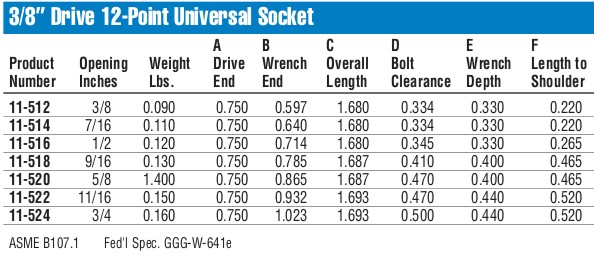 3/8″ Drive 12-Point Universal Socket
A B C D E F
Product Opening Weight Drive Wrench Overall Bolt Wrench Length to
Number Inches Lbs. End End Length Clearance Depth Shoulder
11-512 3/8 0.090 0.750 0.597 1.680 0.334 0.330 0.220
11-514 7/16 0.110 0.750 0.640 1.680 0.334 0.330 0.220
11-516 1/2 0.120 0.750 0.714 1.680 0.345 0.330 0.265
11-518 9/16 0.130 0.750 0.785 1.687 0.410 0.400 0.465
11-520 5/8 1.400 0.750 0.865 1.687 0.470 0.400 0.465
11-522 11/16 0.150 0.750 0.932 1.693 0.470 0.440 0.520
11-524 3/4 0.160 0.750 1.023 1.693 0.500 0.440 0.520
ASME B107.1 Fed'l Spec. GGG-W-641e